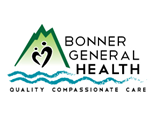 BONNER
GENERAL
HEALTH
QUALITY COMPASSIONATE CARE